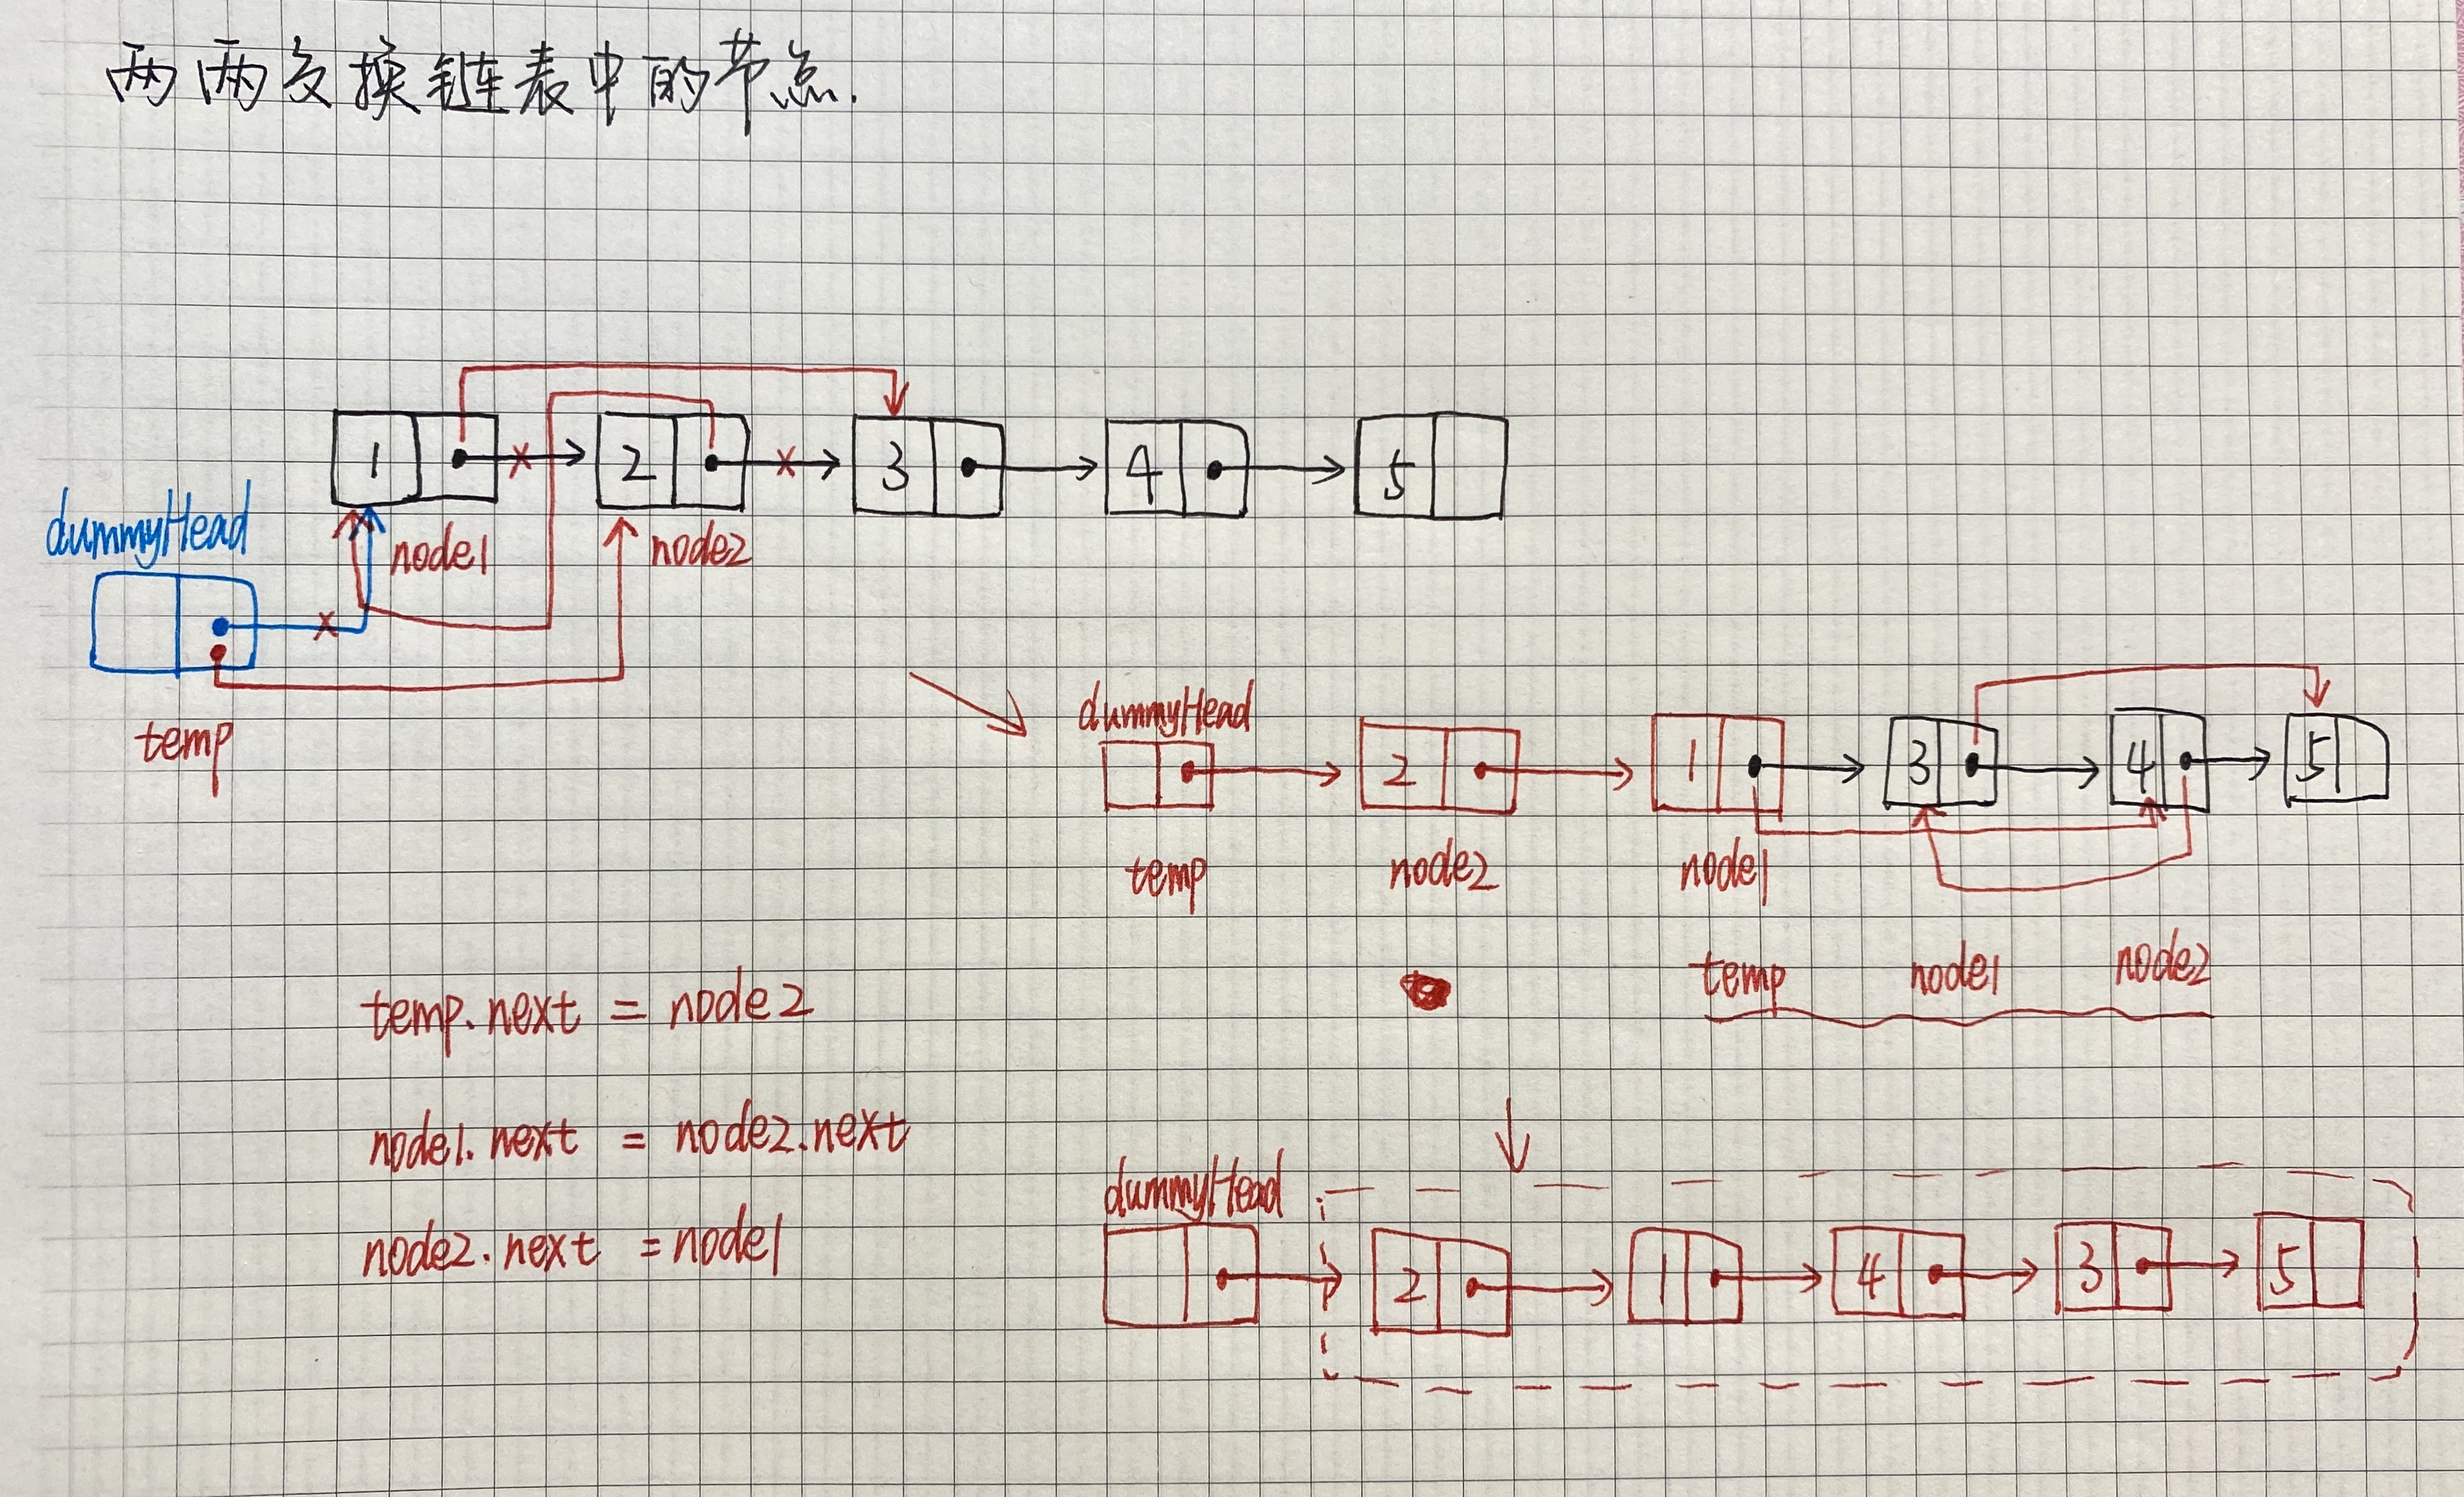 两两交换链表中的节点.
1 2 3 4 5
dummyHead
node1 node2
temp
dummyHead
2 1 3 4 5
temp node2 node1
temp node1 node2
temp.next = node2
node1.next = node2.next
node2.next = node1
dummyHead
2 1 4 3 5